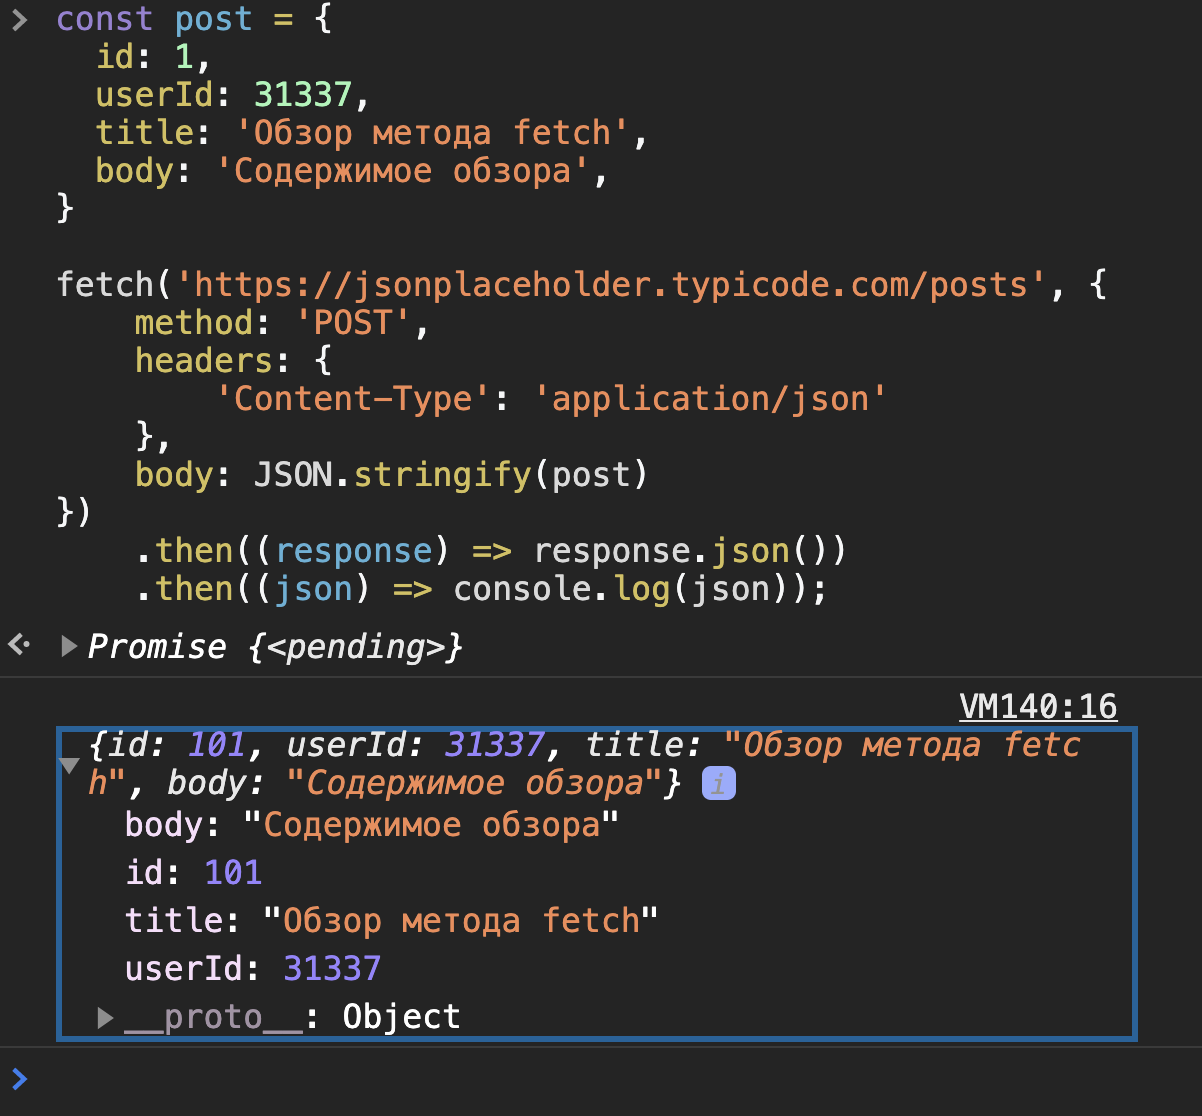 const post = {
id: 1,
userId: 31337,
title: 'Обзор метода fetch',
body: 'Содержимое обзора',
}
fetch('https://jsonplaceholder.typicode.com/posts', {
method: 'POST',
headers: {
'Content-Type': 'application/json'
},
body: JSON.stringify(post)
})
.then((response) => response.json())
.then((json) => console.log(json));
Promise {<pending>}
VM140:16
{id: 101, userId: 31337, title: "Обзор метода fetc
h", body: "Содержимое обзора"} i
body: "Содержимое обзора"
id: 101
title: "Обзор метода fetch"
userId: 31337
__proto__: Object